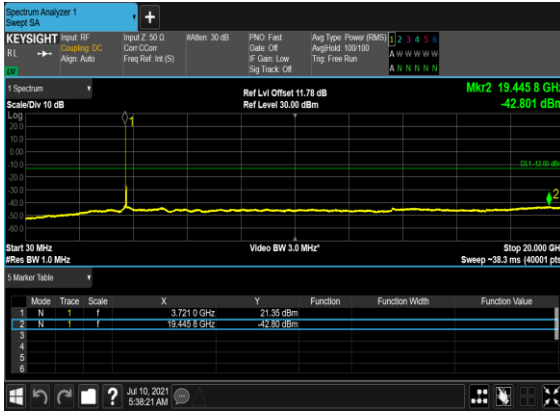 Spectrum Analyzer 1
Swept SA
+
KEYSIGHT Input: RF Input Z: 50 Ω #Atten: 30 dB PNO: Fast Avg Type: Power (RMS) 1 2 3 4 5 6
RL Coupling: DC Corr CCorr Gate: Off Avg|Hold: 100/100 A W W W W W
Align: Auto Freq Ref: Int (S) IF Gain: Low Trig: Free Run
Sig Track: Off A N N N N N
1 Spectrum Ref Lvl Offset 11.78 dB Mkr2 19.445 8 GHz
Scale/Div 10 dB Ref Level 30.00 dBm -42.801 dBm
Log
20.0 1
10.0
0.00
-10.0 DL1 -13.00 dBm
-20.0
-30.0
-40.0 2
-50.0
-60.0
Start 30 MHz Video BW 3.0 MHz* Stop 20.000 GHz
#Res BW 1.0 MHz Sweep ~38.3 ms (40001 pts)
5 Marker Table
Mode Trace Scale X Y Function Function Width Function Value
1 N 1 f 3.721 0 GHz 21.35 dBm
2 N 1 f 19.445 8 GHz -42.80 dBm
3
4
5
6
? Jul 10, 2021
5:38:21 AM